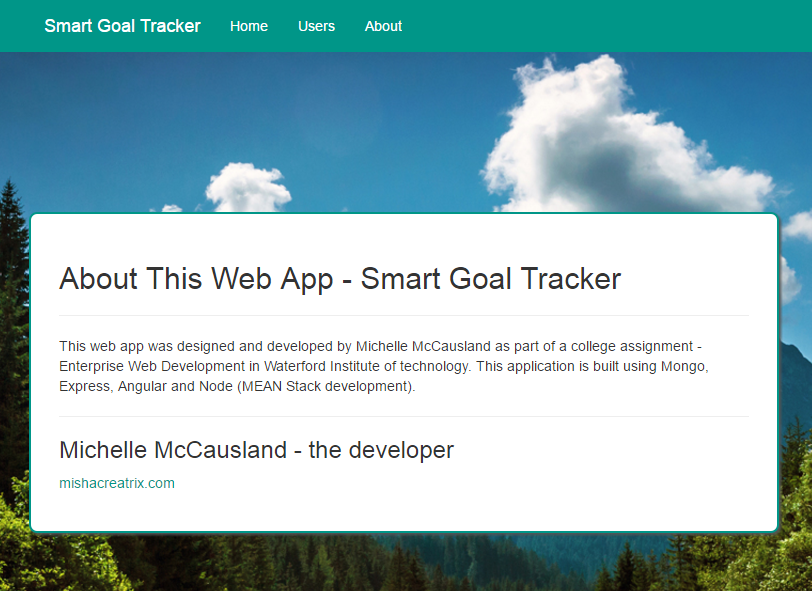 Smart Goal Tracker Home Users About
About This Web App - Smart Goal Tracker
This web app was designed and developed by Michelle McCausland as part of a college assignment -
Enterprise Web Development in Waterford Institute of technology. This application is built using Mongo,
Express, Angular and Node (MEAN Stack development).
Michelle McCausland - the developer
mishacreatrix.com